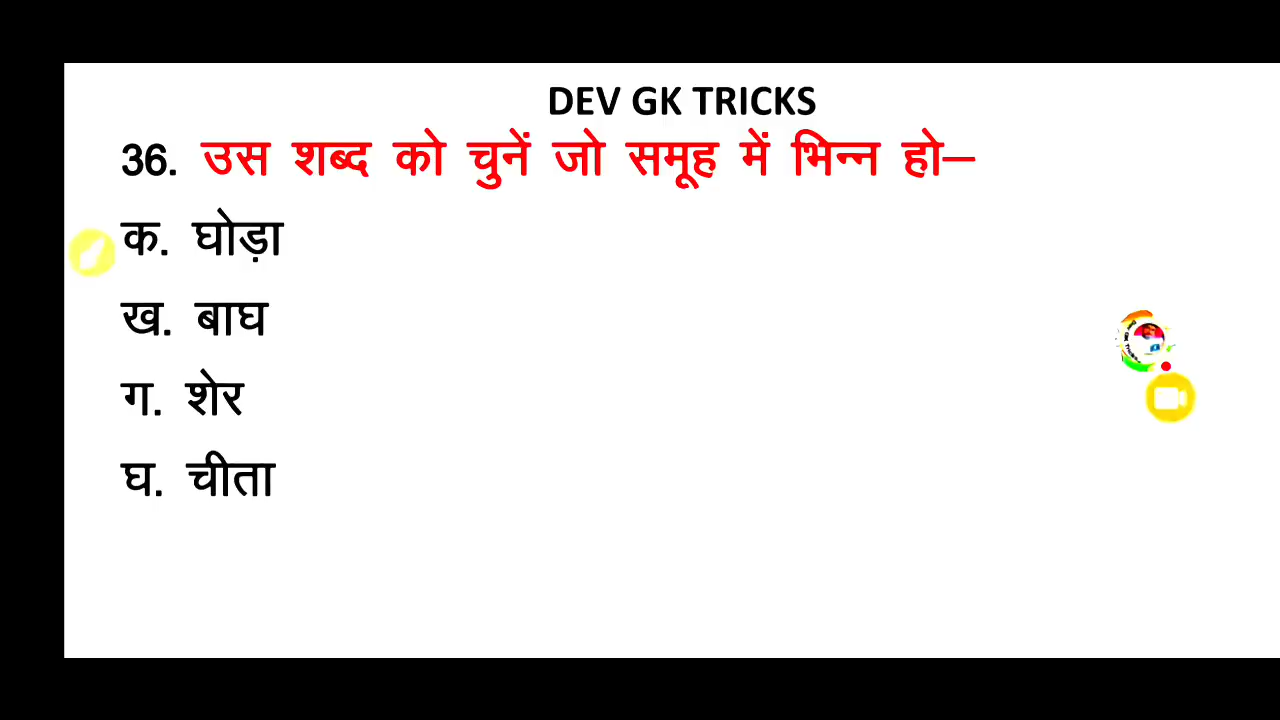 DEV GK TRICKS
36. उस शब्द को चुनें जो समूह में भिन्न हो–
क. घोड़ा
ख. बाघ
ग. शेर
घ. चीता